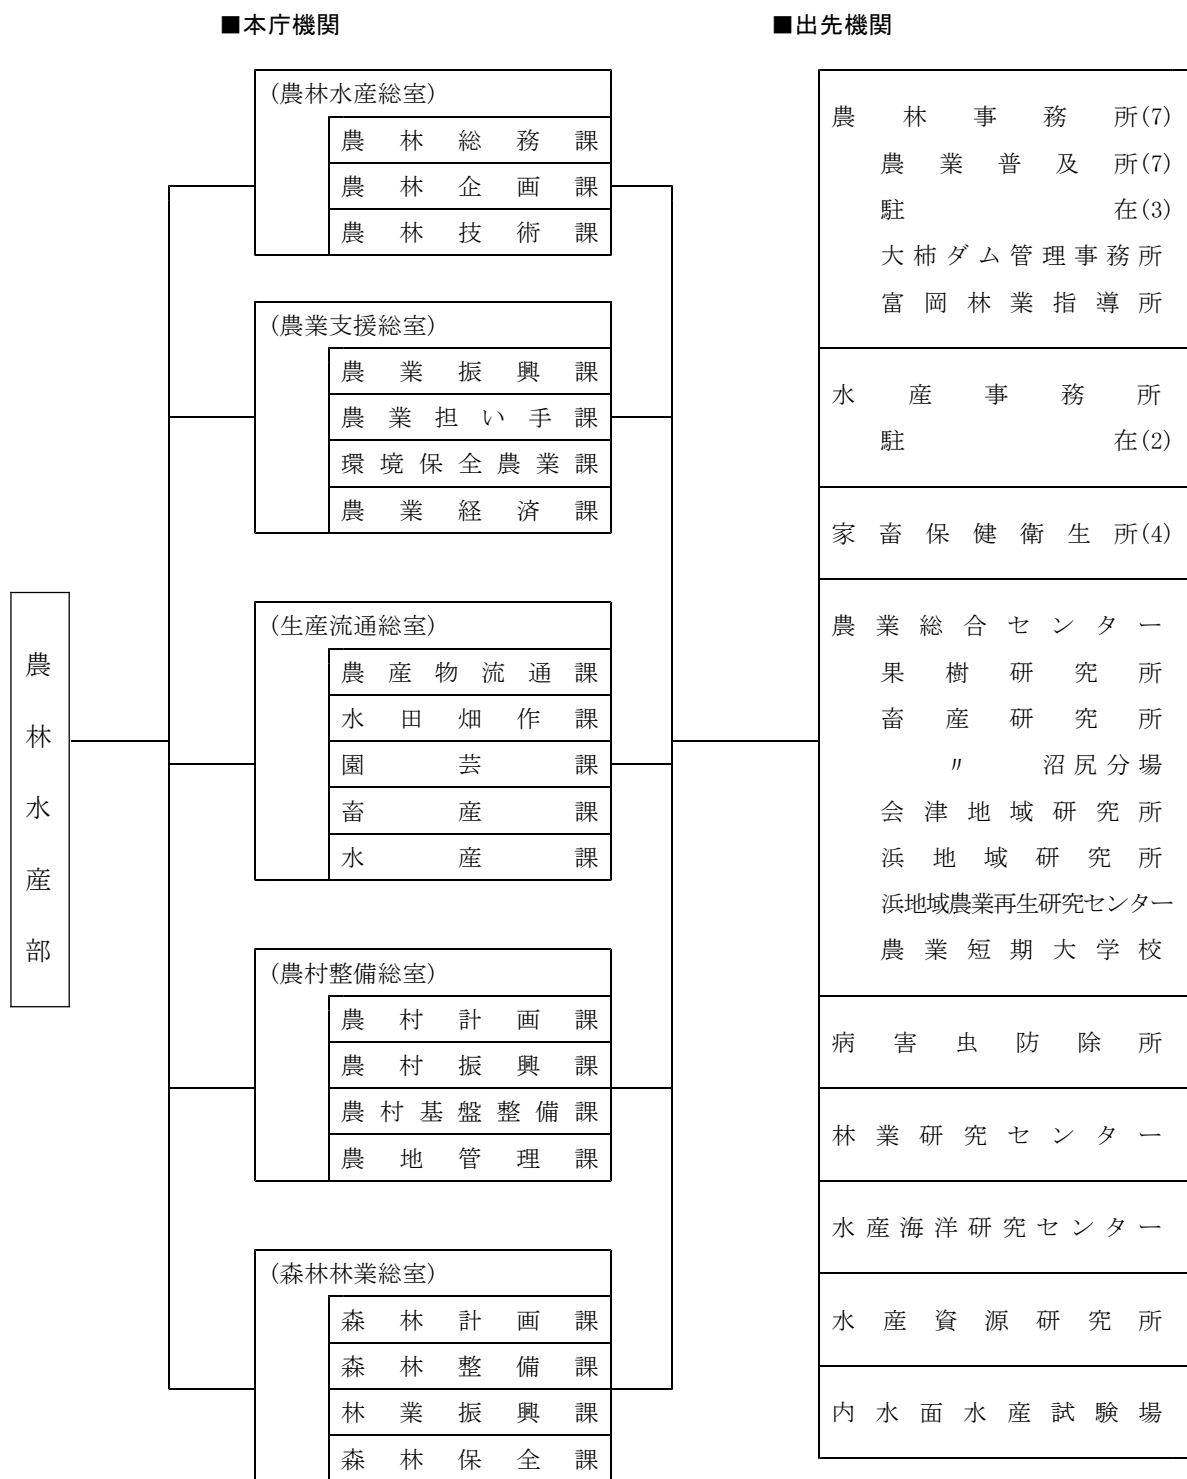 ■本庁機関
(農林水産総室)
農林総務課
農林企画課
農林技術課
(農業支援総室)
農業振興課
農業担い手課
環境保全農業課
農業経済課
農林水産部
(生産流通総室)
農産物流通課
水田畑作課
園芸課
畜産課
水産課
(農村整備総室)
農村計画課
農村振興課
農村基盤整備課
農地管理課
(森林林業総室)
森林計画課
森林整備課
林業振興課
森林保全課
■出先機関
農林事務所(7)
農業普及所(7)
駐在(3)
大柿ダム管理事務所
富岡林業指導所
水産事務所
駐在(2)
家畜保健衛生所(4)
農業総合センター
果樹研究所
畜産研究所
〃 沼尻分場
会津地域研究所
浜地域研究所
浜地域農業再生研究センター
農業短期大学校
病害虫防除所
林業研究センター
水産海洋研究センター
水産資源研究所
内水面水産試験場